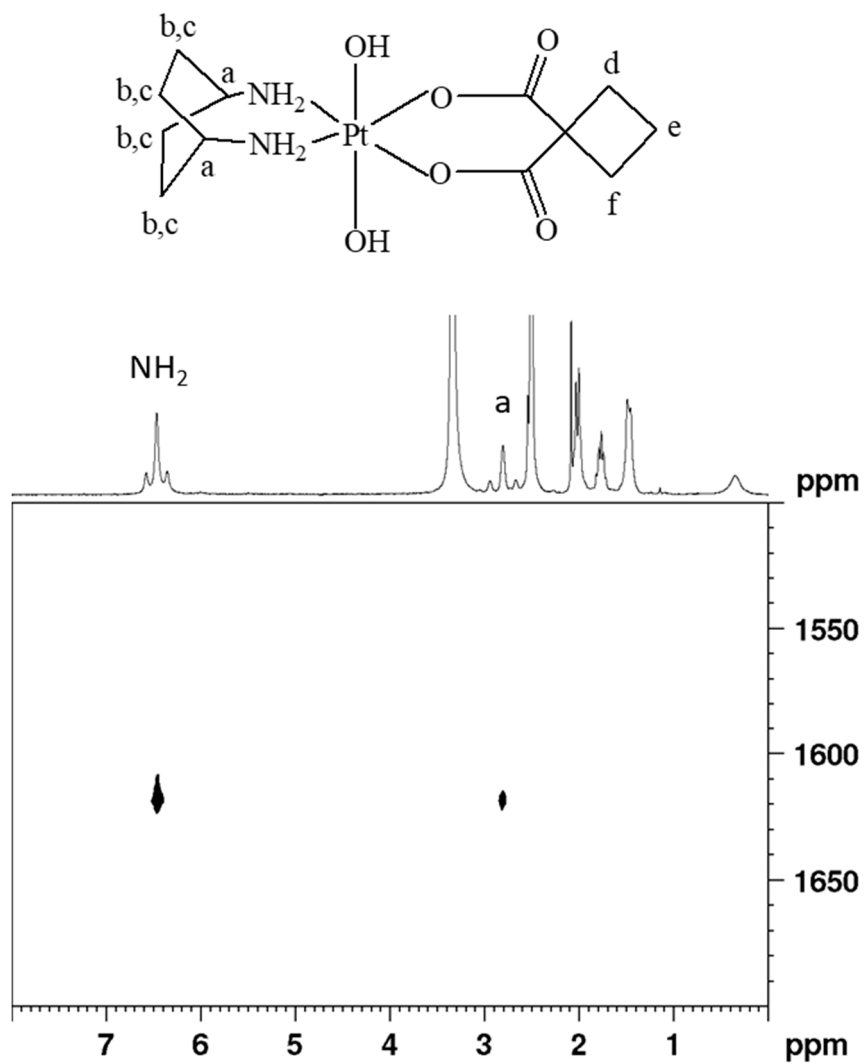 b,c
OH
O
d
a
NH2
b,c
O
e
b,c
Pt
NH2
O
a
f
b,c
OH
O
NH2
a
ppm
1550
1600
1650
7 6 5 4 3 2 1 ppm